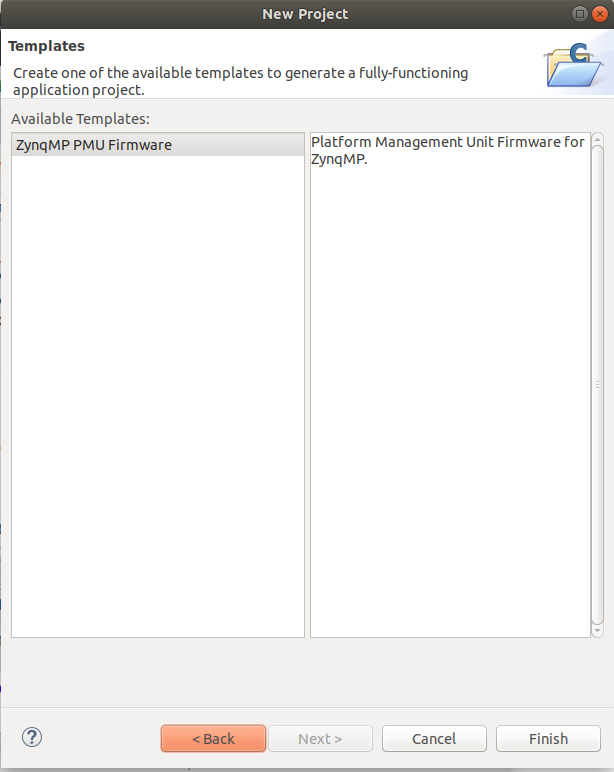 New Project
Templates
Create one of the available templates to generate a fully-functioning
application project.
Available Templates:
ZynqMP PMU Firmware
Platform Management Unit Firmware for
ZynqMP.
< Back
Next >
Cancel
Finish